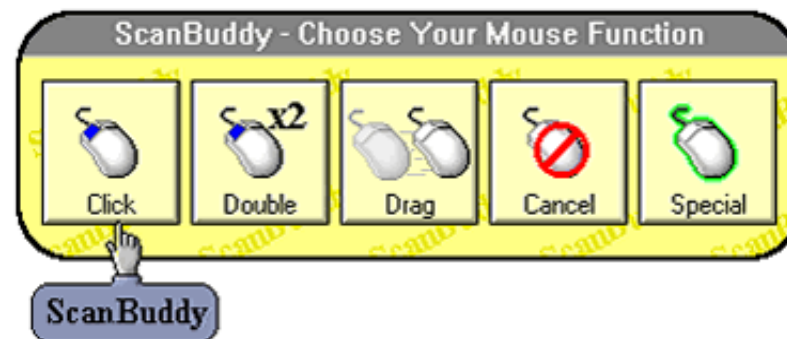 ScanBuddy - Choose Your Mouse Function
x2
Click
Double
Drag
Cancel
Special
ScanBuddy